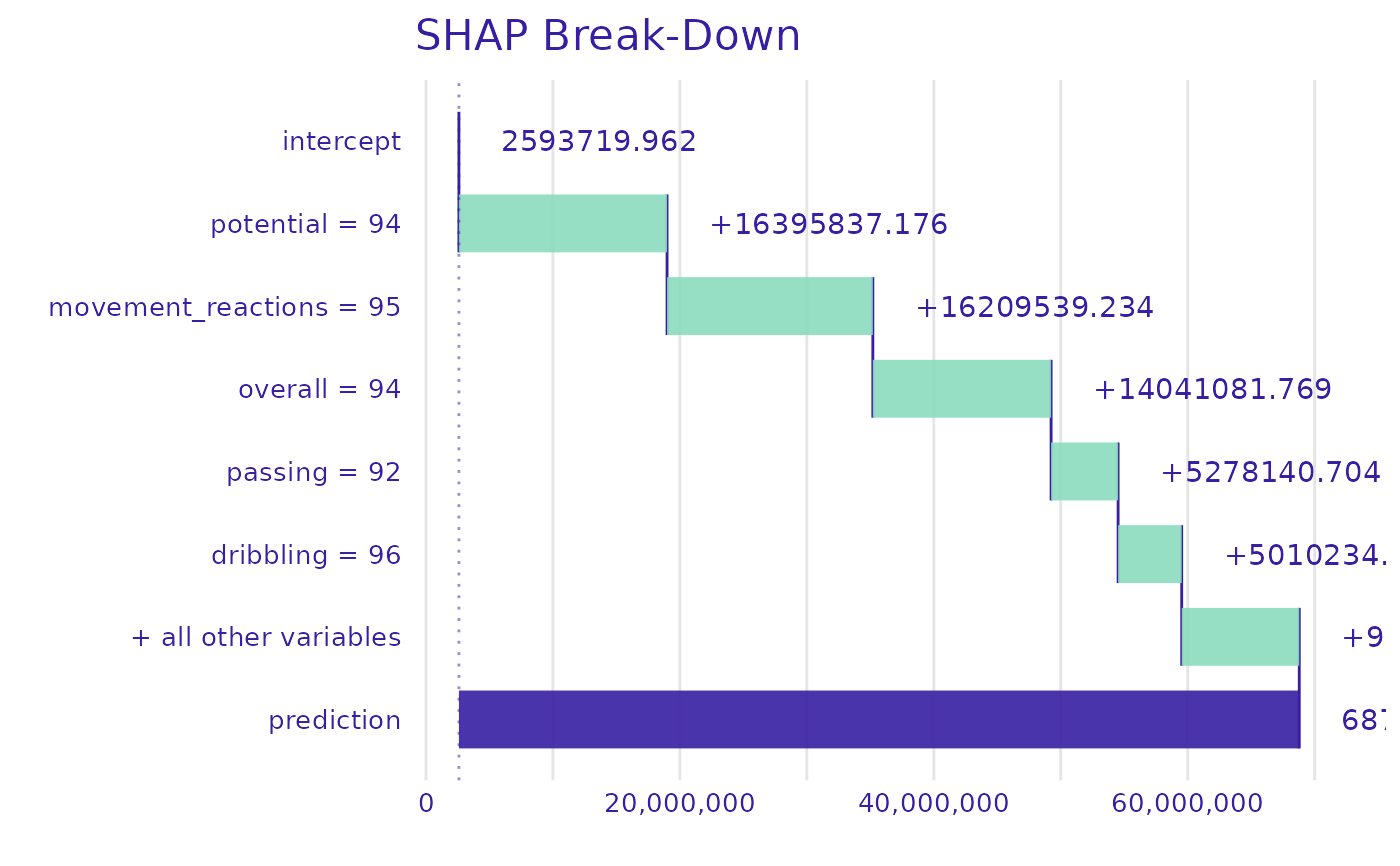 SHAP Break-Down
intercept 2593719.962
potential = 94 +16395837.176
movement_reactions = 95 +16209539.234
overall = 94 +14041081.769
passing = 92 +5278140.704
dribbling = 96 +5010234.
+ all other variables +9
prediction 687
0 20,000,000 40,000,000 60,000,000